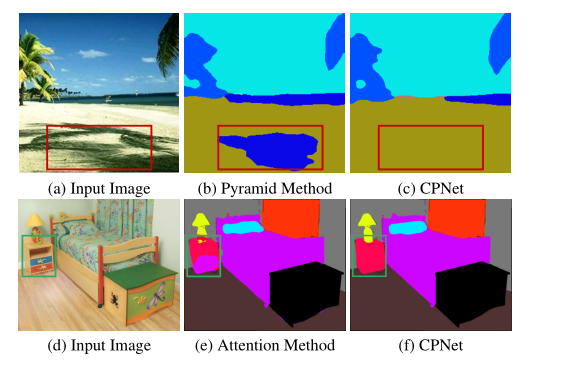 (a) Input Image (b) Pyramid Method (c) CPNet
(d) Input Image (e) Attention Method (f) CPNet